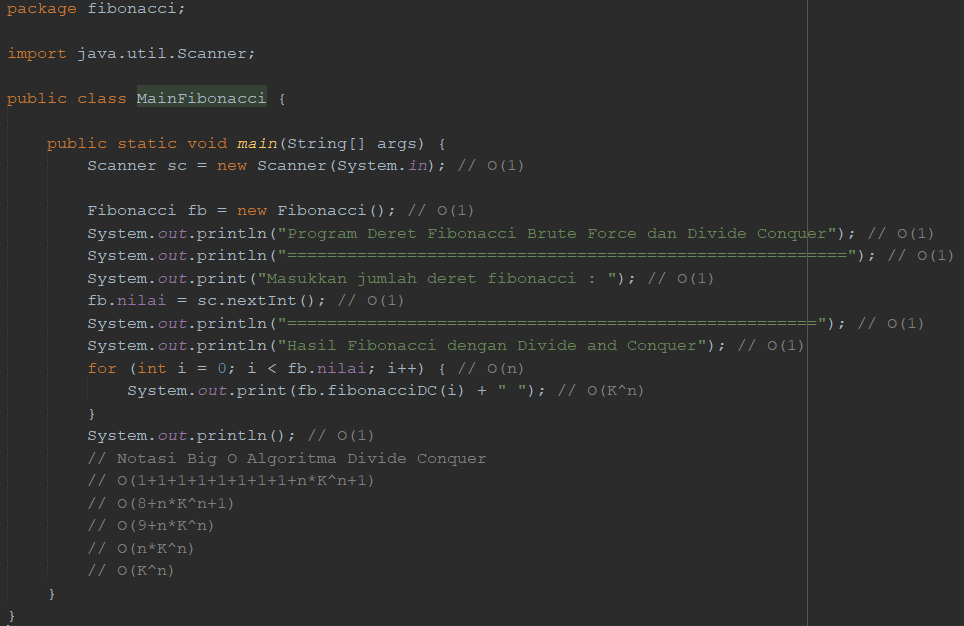 package fibonacci;
import java.util.Scanner;
public class MainFibonacci {
public static void main(String[] args) {
Scanner sc = new Scanner(System.in); // O(1)
Fibonacci fb = new Fibonacci(); // O(1)
System.out.println("Program Deret Fibonacci Brute Force dan Divide Conquer"); // O(1)
System.out.println("========================================================"); // O(1)
System.out.print("Masukkan jumlah deret fibonacci : "); // O(1)
fb.nilai = sc.nextInt(); // O(1)
System.out.println("====================================================="); // O(1)
System.out.println("Hasil Fibonacci dengan Divide and Conquer"); // O(1)
for (int i = 0; i < fb.nilai; i++) { // O(n)
System.out.print(fb.fibonacciDC(i) + " "); // O(K^n)
}
System.out.println(); // O(1)
// Notasi Big O Algoritma Divide Conquer
// O(1+1+1+1+1+1+1+1+n*K^n+1)
// O(8+n*K^n+1)
// O(9+n*K^n)
// O(n*K^n)
// O(K^n)
}
}